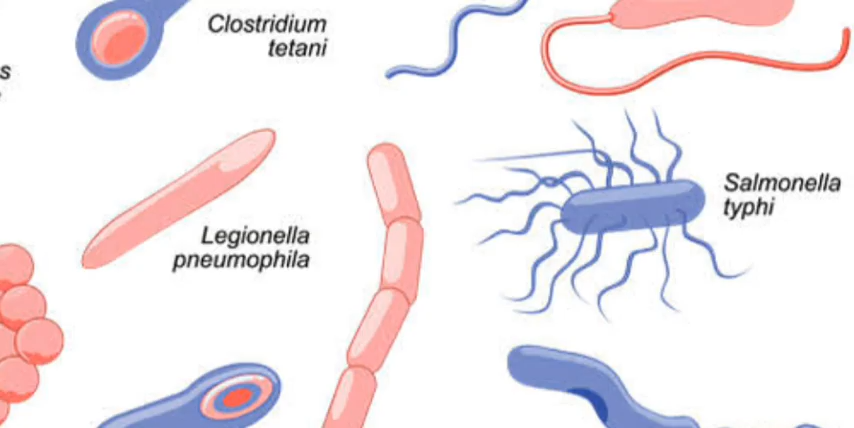 Clostridium
tetani
s
Legionella
pneumophila
Salmonella
typhi